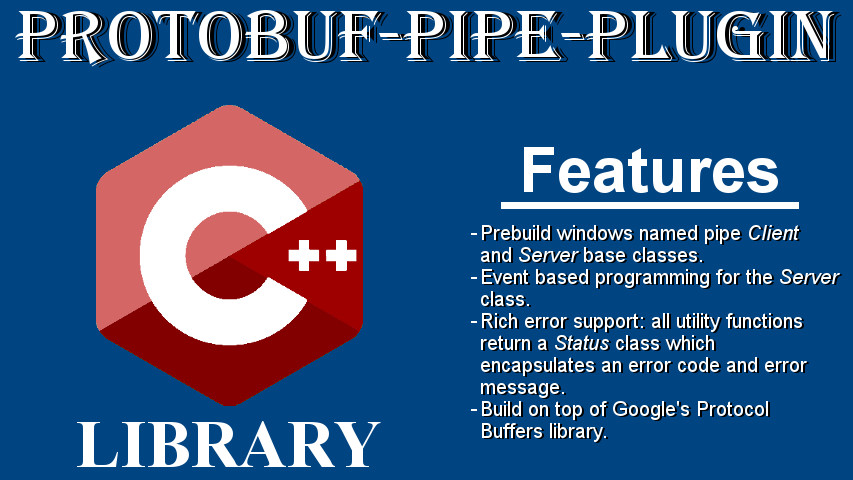 PROTOBUF-PIPE-PLUGIN
C++
LIBRARY
Features
-Prebuild windows named pipe Client
and Server base classes.
-Event based programming for the Server
class.
-Rich error support: all utility functions
return a Status class which
encapsulates an error code and error
message.
-Build on top of Google's Protocol
Buffers library.